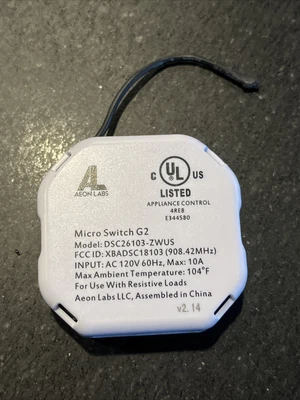 AEON LABS
C UL US
LISTED
APPLIANCE CONTROL
4RE8
E344580
Micro Switch G2
Model: DSC26103-ZWUS
FCC ID: XBADSC18103 (908.42MHz)
INPUT: AC 120V 60Hz, Max: 10A
Max Ambient Temperature: 104°F
For Use With Resistive Loads
Aeon Labs LLC, Assembled in China
v2.14